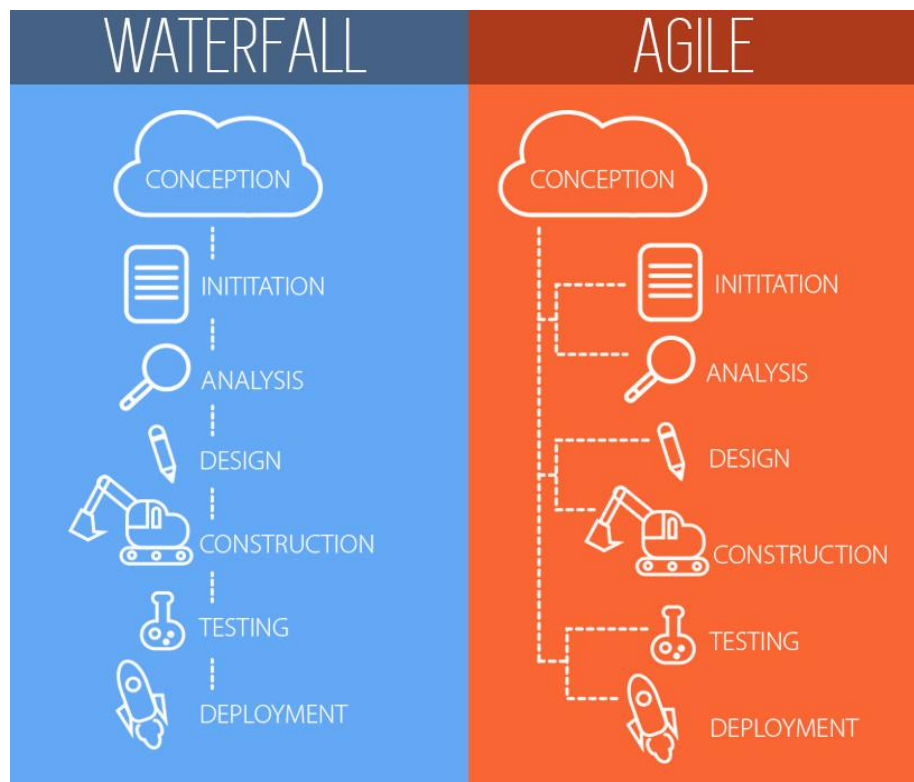 WATERFALL
CONCEPTION
INITITATION
ANALYSIS
DESIGN
CONSTRUCTION
TESTING
DEPLOYMENT
AGILE
CONCEPTION
INITITATION
ANALYSIS
DESIGN
CONSTRUCTION
TESTING
DEPLOYMENT